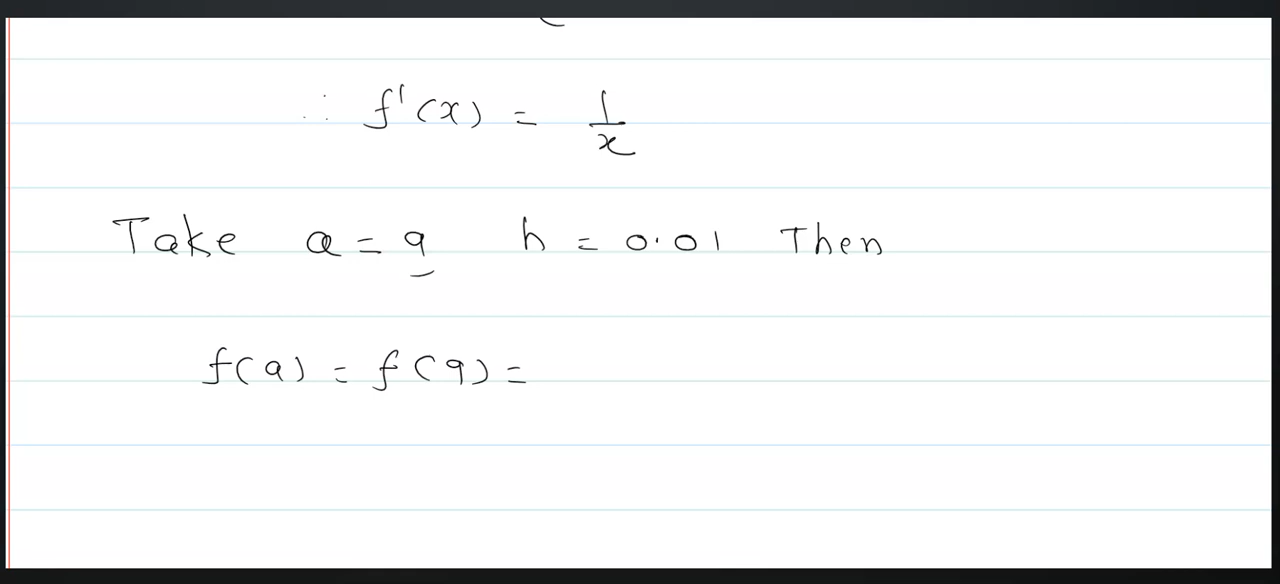 ∴ f'(x) = 1/x
Take a = 9 h = 0.01 Then
f(a) = f(9) =